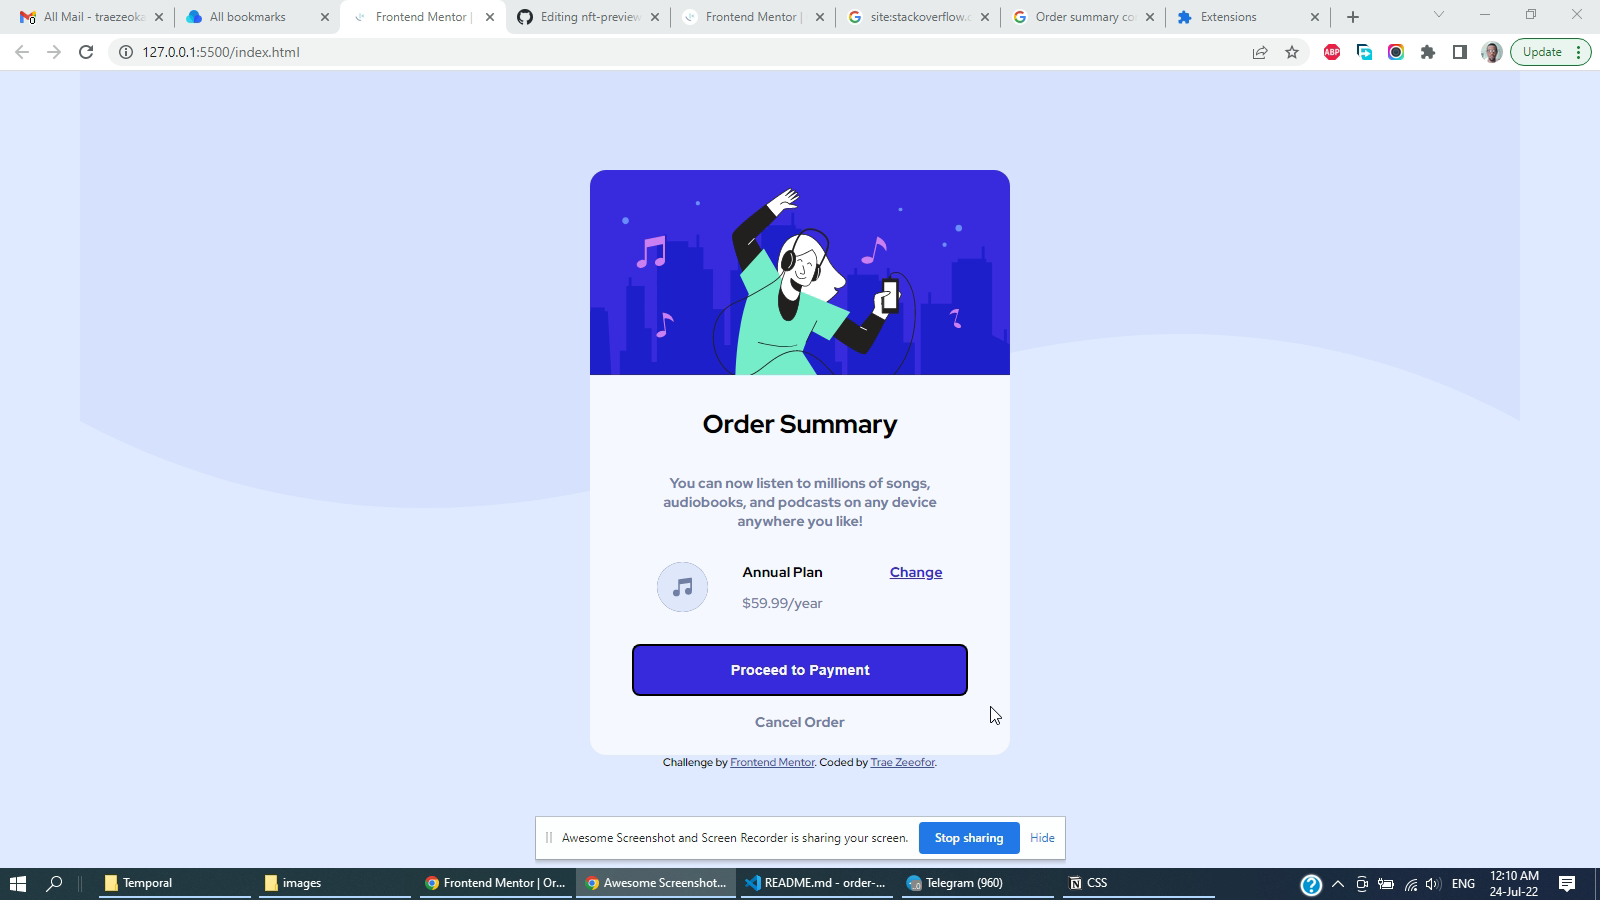 All Mail - traezeoka
All bookmarks
Frontend Mentor |
Editing nft-preview
Frontend Mentor |
site:stackoverflow.c
Order summary co
Extensions
127.0.0.1:5500/index.html
ABP
Update
Order Summary
You can now listen to millions of songs,
audiobooks, and podcasts on any device
anywhere you like!
Annual Plan
Change
$59.99/year
Proceed to Payment
Cancel Order
Challenge by Frontend Mentor. Coded by Trae Zeeofor.
Awesome Screenshot and Screen Recorder is sharing your screen.
Stop sharing
Hide
Temporal
images
Frontend Mentor | Or...
Awesome Screenshot...
README.md - order-...
Telegram (960)
CSS
ENG
12:10 AM
24-Jul-22